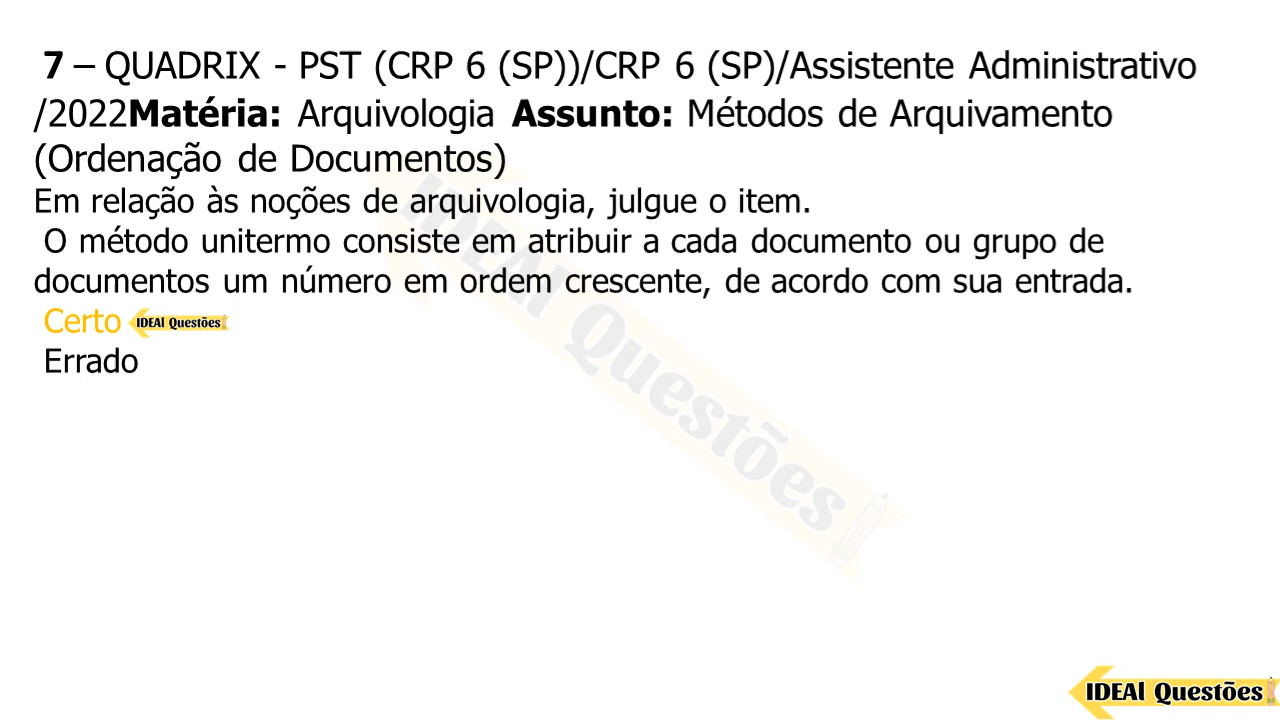 7 – QUADRIX - PST (CRP 6 (SP))/CRP 6 (SP)/Assistente Administrativo
/2022Matéria: Arquivologia Assunto: Métodos de Arquivamento
(Ordenação de Documentos)
Em relação às noções de arquivologia, julgue o item.
O método unitermo consiste em atribuir a cada documento ou grupo de
documentos um número em ordem crescente, de acordo com sua entrada.
Certo IDEAl Questões
Errado
IDEAl Questões
IDEAl Questões